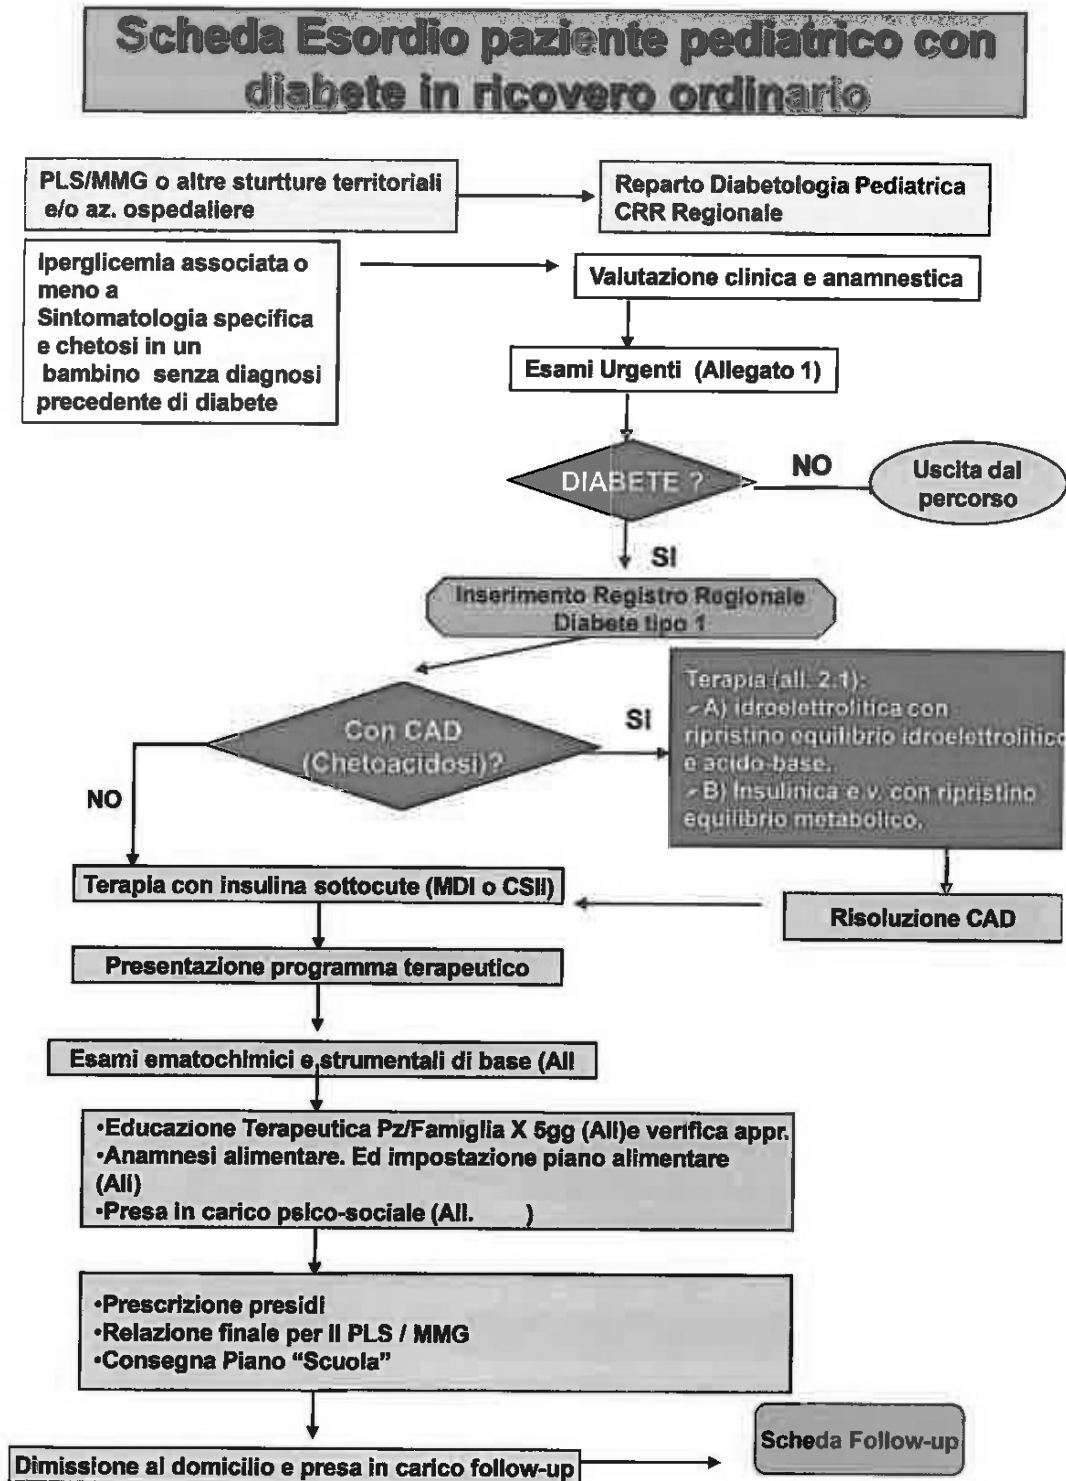 Scheda Esordio paziente pediatrico con
diabete in ricovero ordinario
PLS/MMG o altre sturtture territoriali
e/o az. ospedaliere
Reparto Diabetologia Pediatrica
CRR Regionale
Iperglicemia associata o
meno a
Sintomatologia specifica
e chetosi in un
bambino senza diagnosi
precedente di diabete
Valutazione clinica e anamnestica
Esami Urgenti (Allegato 1)
DIABETE ?
NO
Uscita dal
percorso
SI
Inserimento Registro Regionale
Diabete tipo 1
Con CAD
(Chetoacidosi)?
SI
Terapia (all. 2.1):
✓A) idroelettrolitica con
ripristino equilibrio idroelettrolitico
e acido-base.
✓B) Insulinica e v. con ripristino
equilibrio metabolico.
NO
Terapia con insulina sottocute (MDI o CSII)
Risoluzione CAD
Presentazione programma terapeutico
Esami ematochimici e strumentali di base (All
•Educazione Terapeutica Pz/Famiglia X 5gg (All)e verifica appr.
•Anamnesi alimentare. Ed impostazione piano alimentare
(All)
•Presa in carico psico-sociale (All. )
•Prescrizione presidi
•Relazione finale per il PLS / MMG
•Consegna Piano “Scuola”
Dimissione al domicilio e presa in carico follow-up
Scheda Follow-up